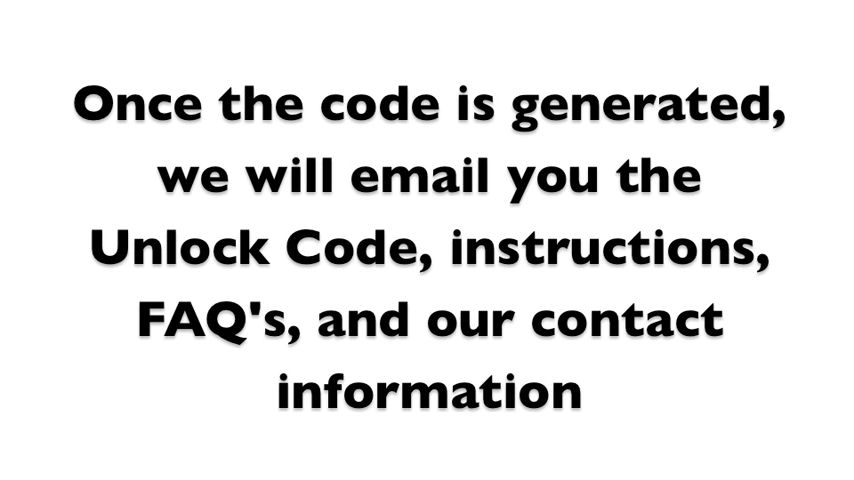 Once the code is generated,
we will email you the
Unlock Code, instructions,
FAQ's, and our contact
information